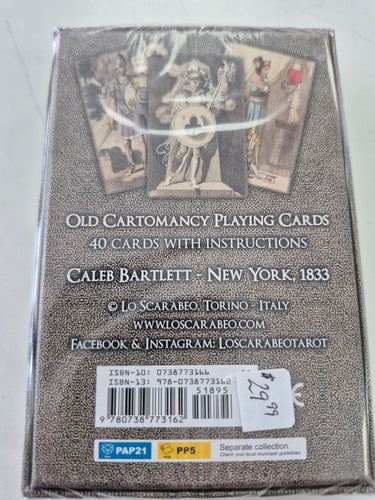 OLD CARTOMANCY PLAYING CARDS
40 CARDS WITH INSTRUCTIONS
CALEB BARTLETT - NEW YORK, 1833
© LO SCARABEO, TORINO - ITALY
WWW.LOSCARABEO.COM
FACEBOOK & INSTAGRAM: LOSCARABEOTAROT
ISBN-10: 0738773166
ISBN-13: 978-0738773162
51895
$29.99
9 780738 773162
PAP21
PP5
Separate collection.
Check your local municipal guidelines